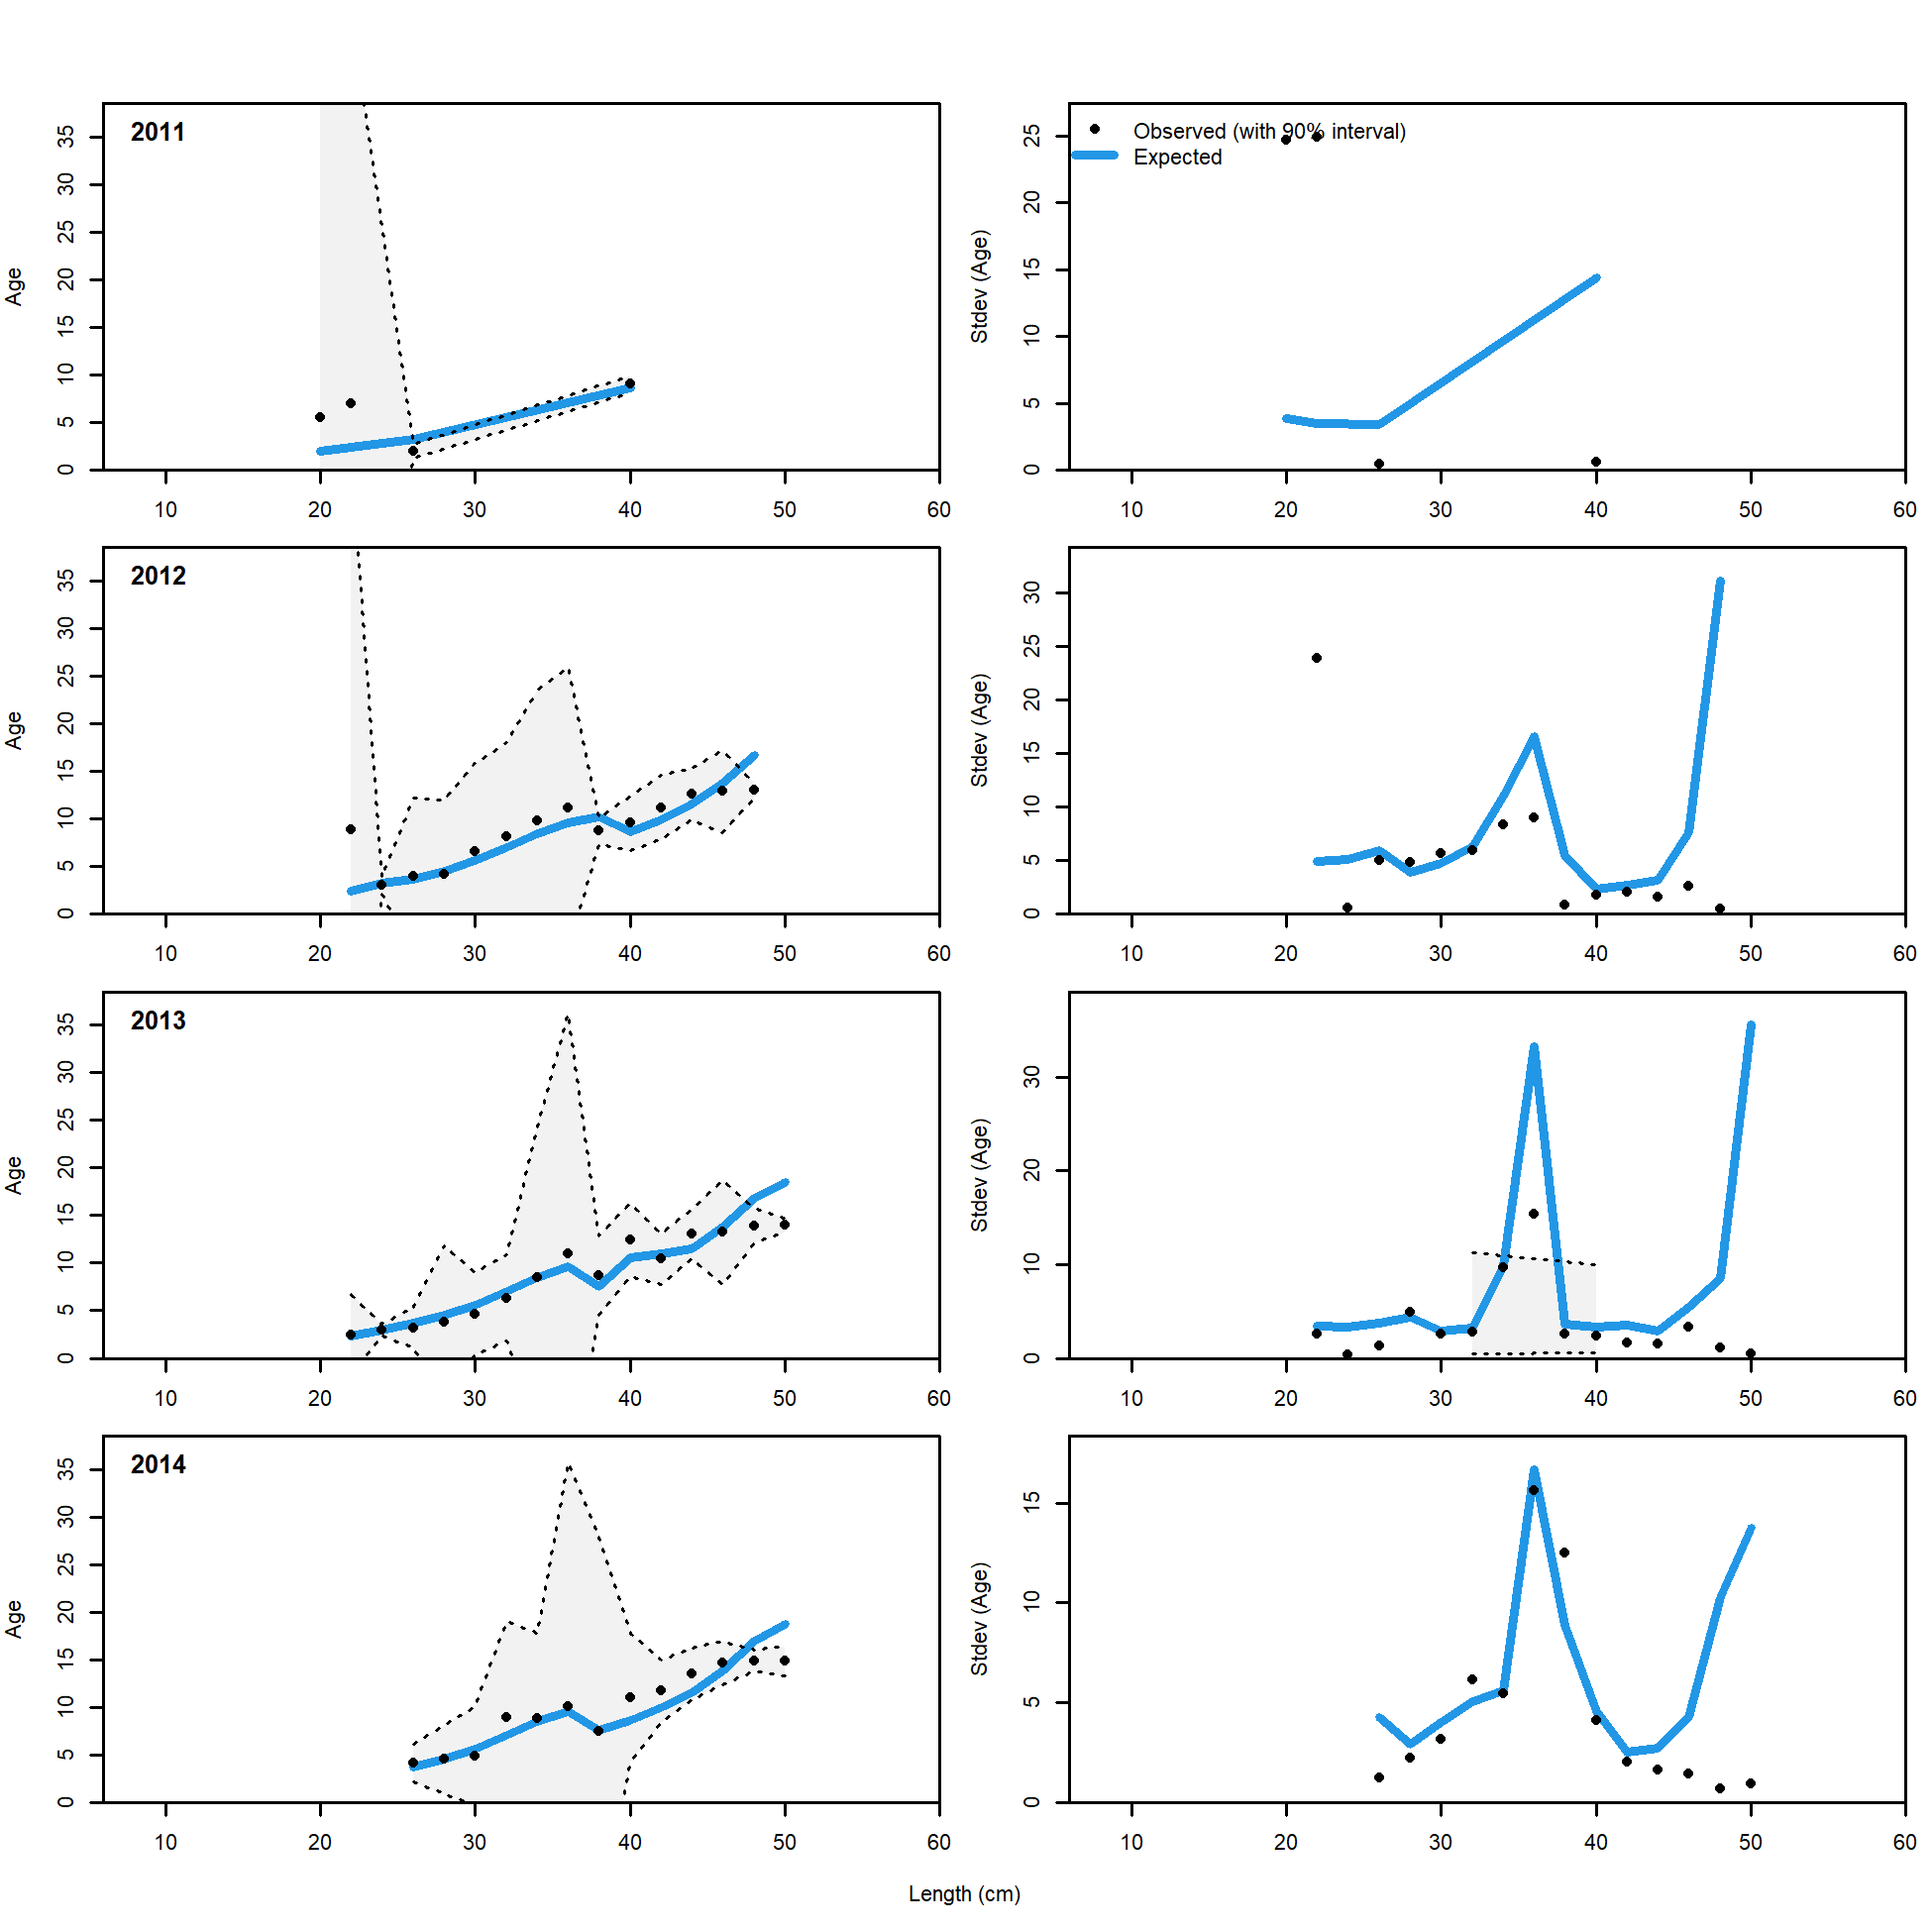 2011
Age
0 5 10 15 20 25 30 35
10 20 30 40 60
Observed (with 90% interval)
Expected
Stdev (Age)
0 5 10 15 20 25
10 20 30 40 50 60
2012
Age
0 5 10 15 20 25 30 35
10 20 30 40 50 60
Stdev (Age)
0 5 10 15 20 25 30
10 20 30 40 50 60
2013
Age
0 5 10 15 20 25 30 35
10 20 30 40 50 60
Stdev (Age)
0 10 20 30
10 20 30 40 50 60
2014
Age
0 5 10 15 20 25 30 35
10 20 30 40 50 60
Stdev (Age)
0 5 10 15
10 20 30 40 50 60
Length (cm)